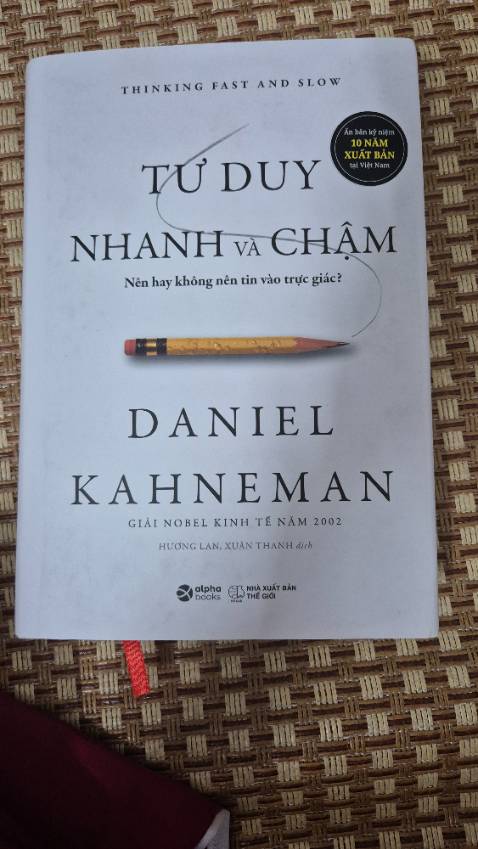 THINKING FAST AND SLOW
Ấn bản kỷ niệm
10 NĂM
XUẤT BẢN
tại Việt Nam
TƯ DUY
NHANH VÀ CHẬM
Nên hay không nên tin vào trực giác?
DANIEL
KAHNEMAN
GIẢI NOBEL KINH TẾ NĂM 2002
HƯƠNG LAN, XUÂN THANH dịch
alpha
books
NHÀ XUẤT BẢN
THẾ GIỚI